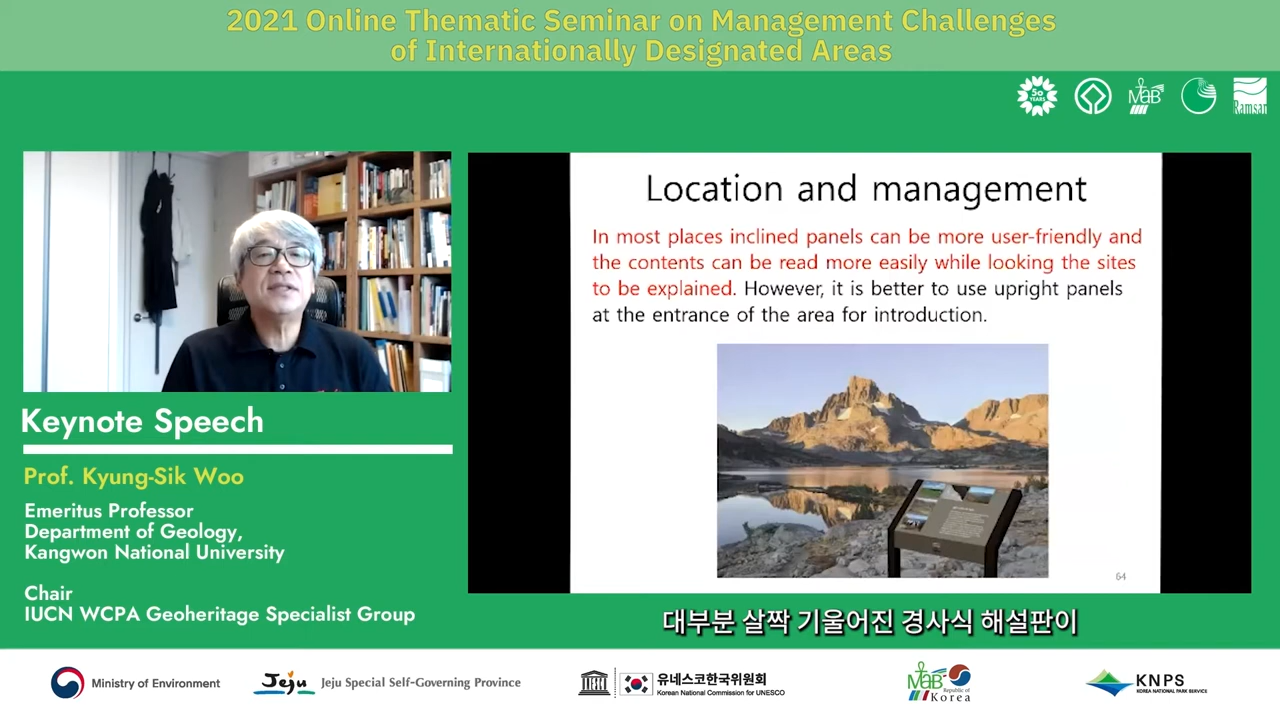 2021 Online Thematic Seminar on Management Challenges
of Internationally Designated Areas
50
YEARS
MaB
Ramsar
Location and management
In most places inclined panels can be more user-friendly and
the contents can be read more easily while looking the sites
to be explained. However, it is better to use upright panels
at the entrance of the area for introduction.
64
Keynote Speech
Prof. Kyung-Sik Woo
Emeritus Professor
Department of Geology,
Kangwon National University
Chair
IUCN WCPA Geoheritage Specialist Group
대부분 살짝 기울어진 경사식 해설판이
Ministry of Environment
Jeju Jeju Special Self-Governing Province
유네스코한국위원회
Korean National Commission for UNESCO
MaB Republic of
Korea
KNPS
KOREA NATIONAL PARK SERVICE